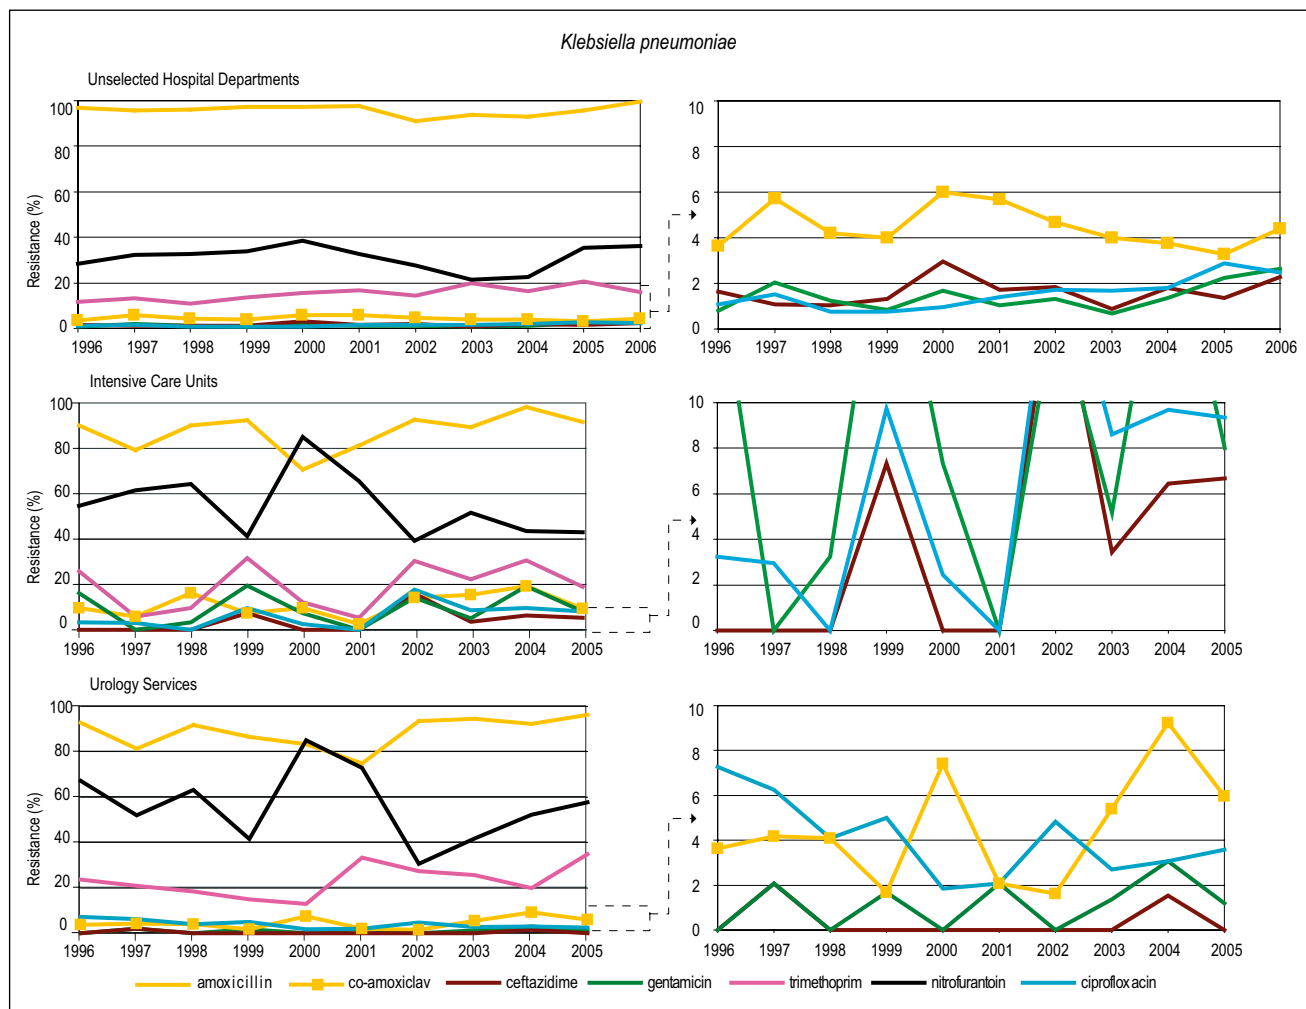 Klebsiella pneumoniae
Unselected Hospital Departments
Resistance (%)
100
80
60
40
20
0
1996 1997 1998 1999 2000 2001 2002 2003 2004 2005 2006
10
8
6
4
2
0
1996 1997 1998 1999 2000 2001 2002 2003 2004 2005 2006
Intensive Care Units
Resistance (%)
100
80
60
40
20
0
1996 1997 1998 1999 2000 2001 2002 2003 2004 2005
10
8
6
4
2
0
1996 1997 1998 1999 2000 2001 2002 2003 2004 2005
Urology Services
Resistance (%)
100
80
60
40
20
0
1996 1997 1998 1999 2000 2001 2002 2003 2004 2005
10
8
6
4
2
0
1996 1997 1998 1999 2000 2001 2002 2003 2004 2005
amoxicillin co-amoxiclav ceftazidime gentamicin trimethoprim nitrofurantoin ciprofloxacin